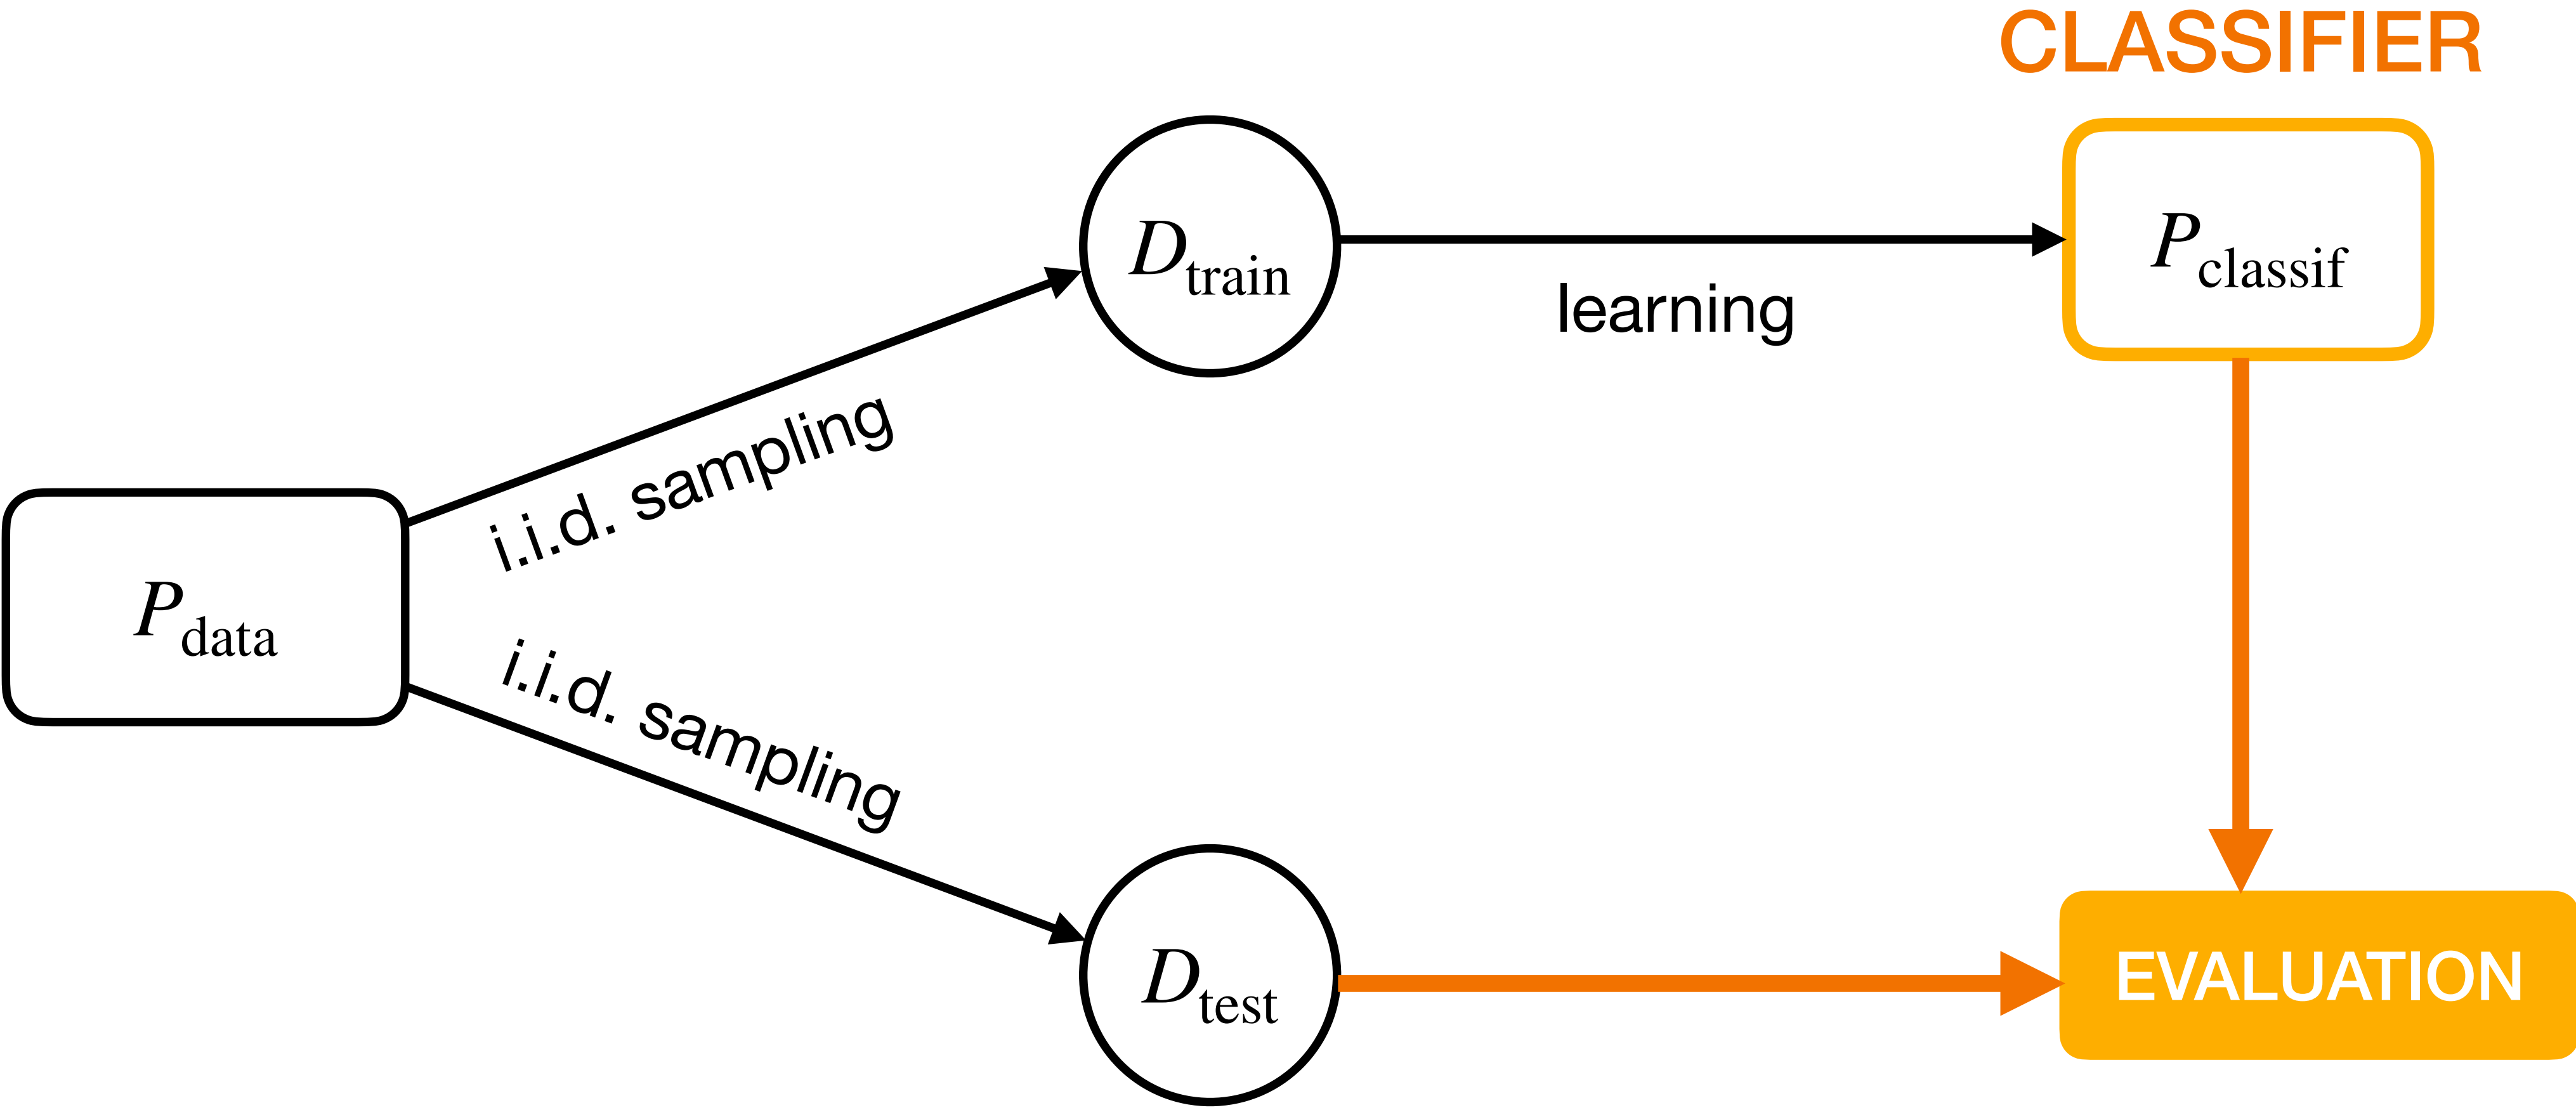 CLASSIFIER
D_train
P_classif
learning
i.i.d. sampling
P_data
i.i.d. sampling
D_test
EVALUATION